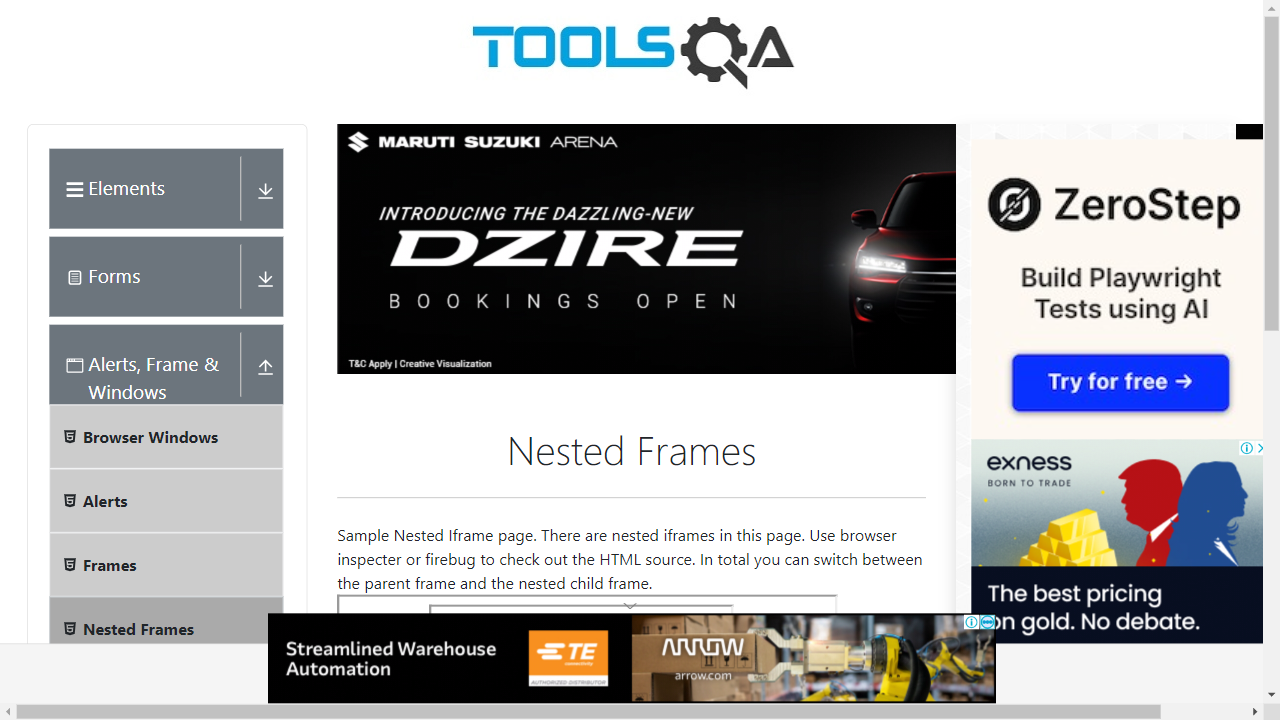 TOOLSQA
Elements
Forms
Alerts, Frame &
Windows
Browser Windows
Alerts
Frames
Nested Frames
MARUTI SUZUKI ARENA
INTRODUCING THE DAZZLING-NEW
DZIRE
BOOKINGS OPEN
T&C Apply | Creative Visualization
Nested Frames
Sample Nested Iframe page. There are nested iframes in this page. Use browser
inspecter or firebug to check out the HTML source. In total you can switch between
the parent frame and the nested child frame.
ZeroStep
Build Playwright
Tests using AI
Try for free →
exness
BORN TO TRADE
The best pricing
on gold. No debate.
Streamlined Warehouse
Automation
TE
connectivity
AUTHORIZED DISTRIBUTOR
ARROW
arrow.com